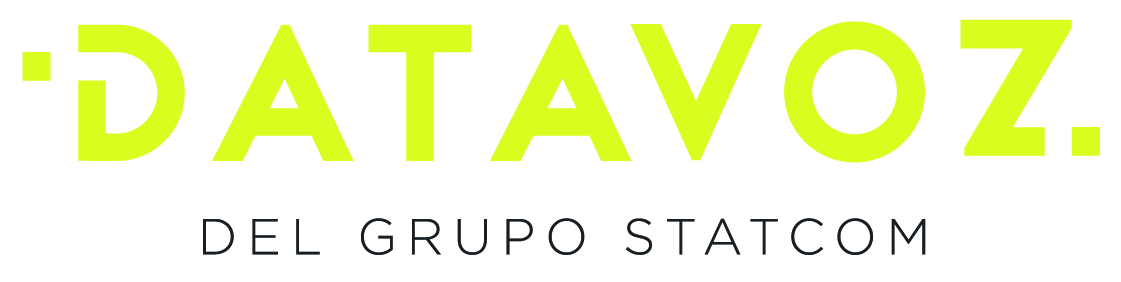 DATAVOZ
DEL GRUPO STATCOM